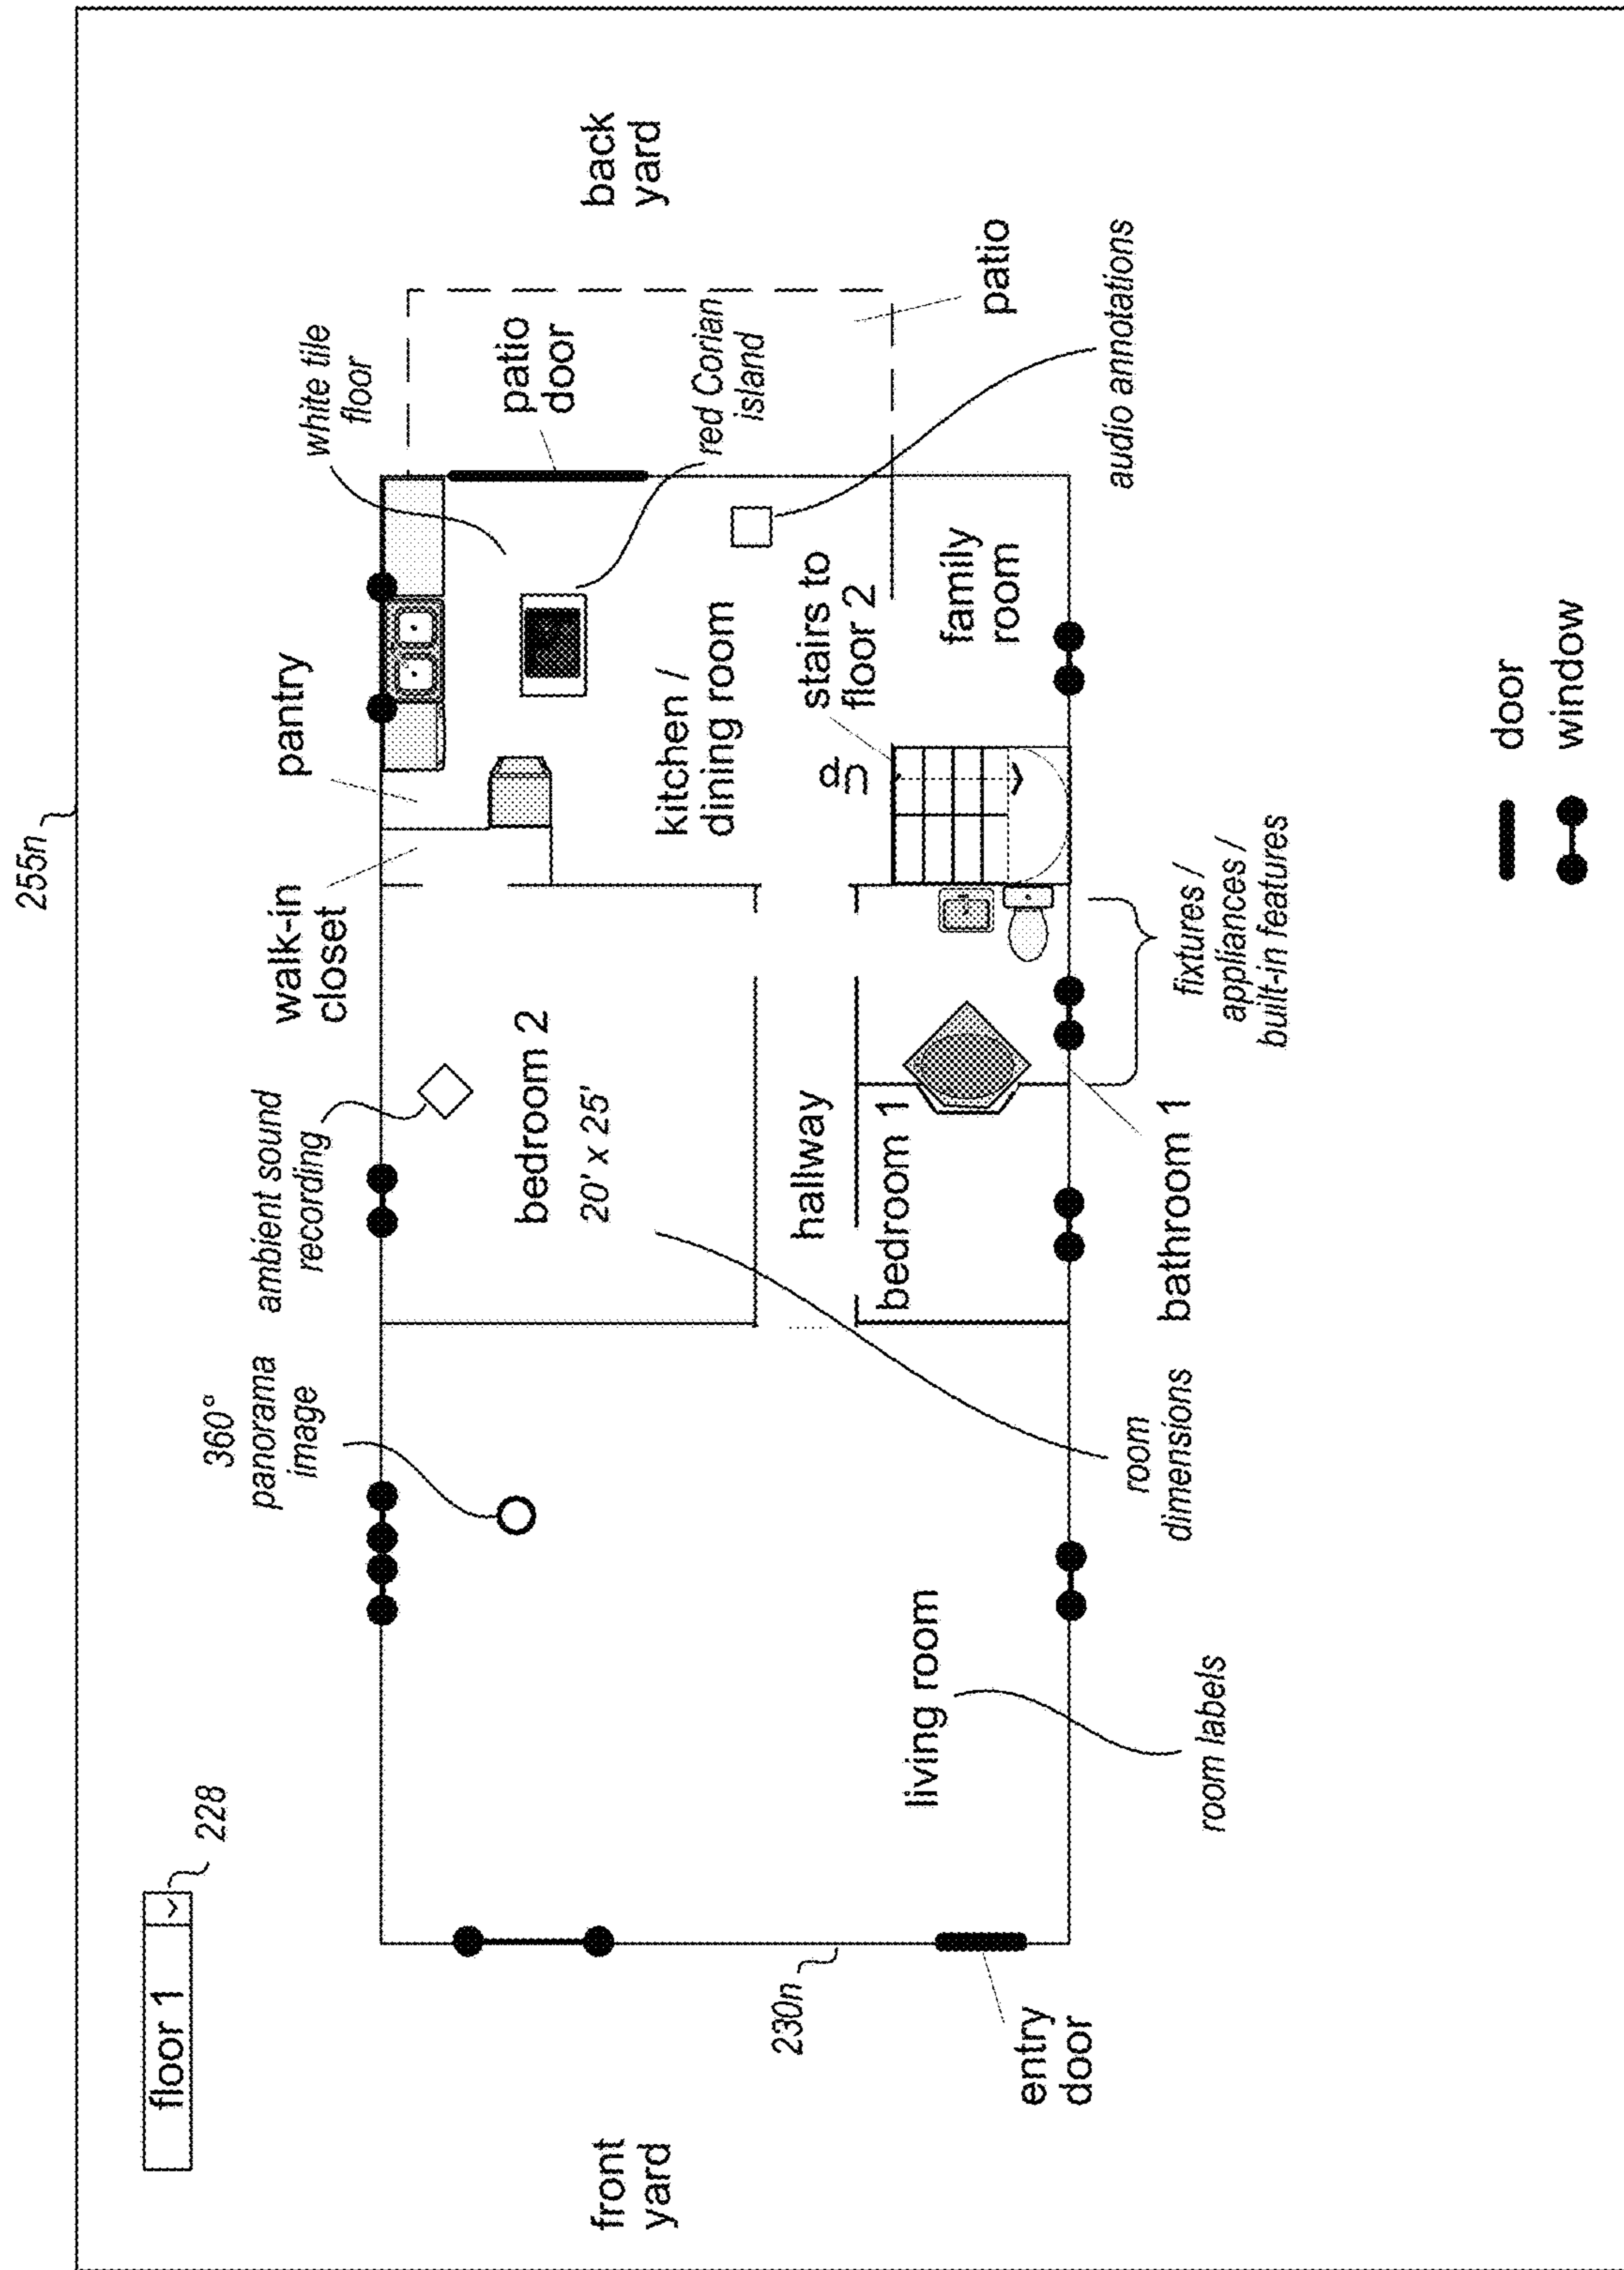 255n
floor 1
228
front
yard
230n
entry
door
360°
panorama
image
ambient sound
recording
walk-in
closet
pantry
white tile
floor
patio
door
red Corian
island
back
yard
patio
audio annotations
bedroom 2
20' x 25'
kitchen /
dining room
stairs to
floor 2
up
family
room
hallway
bedroom 1
living room
room labels
room
dimensions
bathroom 1
fixtures /
appliances /
built-in features
door
window